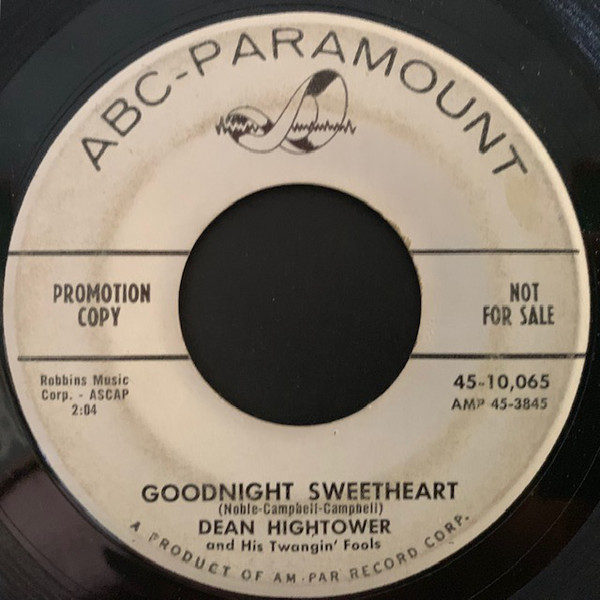 ABC-PARAMOUNT
PROMOTION
COPY
NOT
FOR SALE
Robbins Music
Corp. - ASCAP
2:04
45-10,065
AMP 45-3845
GOODNIGHT SWEETHEART
(Noble-Campbell-Campbell)
DEAN HIGHTOWER
and His Twangin' Fools
A PRODUCT OF AM-PAR RECORD CORP.